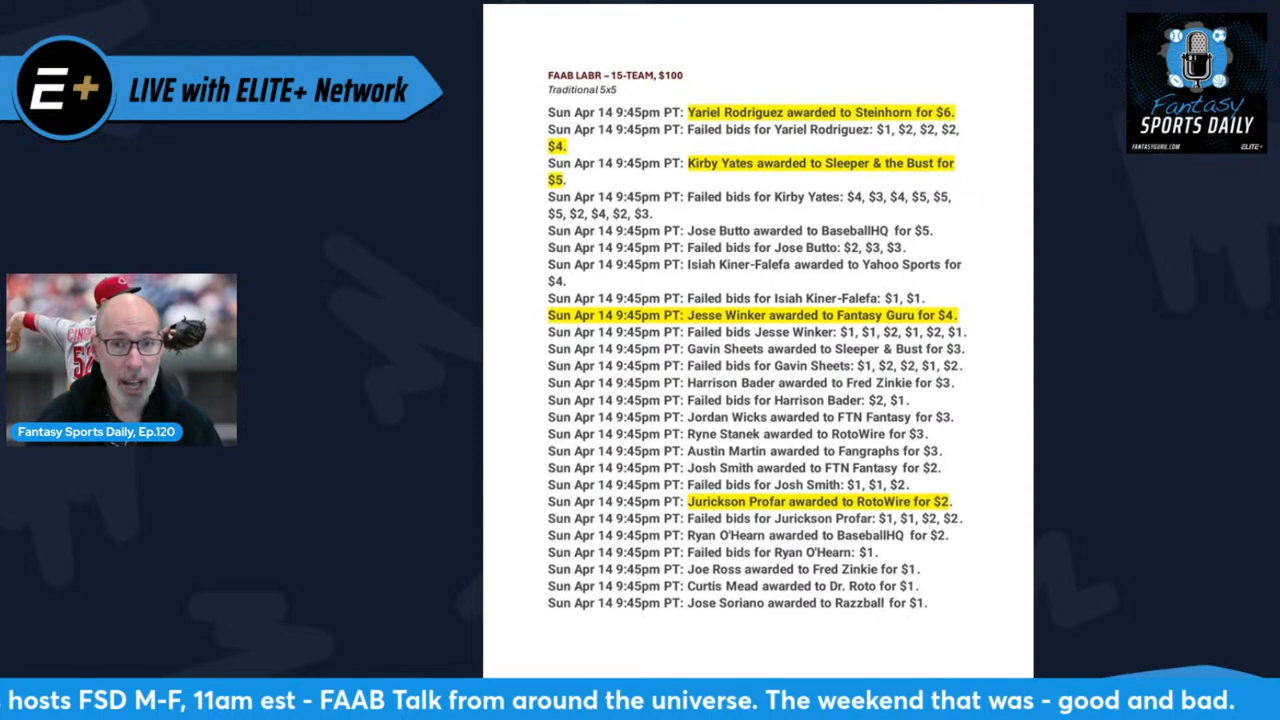 E+
LIVE with ELITE+ Network
Fantasy
SPORTS DAILY
FANTASYGURU.COM
ELITE+
FAAB LABR – 15-TEAM, $100
Traditional 5x5
Sun Apr 14 9:45pm PT: Yariel Rodriguez awarded to Steinhorn for $6.
Sun Apr 14 9:45pm PT: Failed bids for Yariel Rodriguez: $1, $2, $2, $2,
$4.
Sun Apr 14 9:45pm PT: Kirby Yates awarded to Sleeper & the Bust for
$5.
Sun Apr 14 9:45pm PT: Failed bids for Kirby Yates: $4, $3, $4, $5, $5,
$5, $2, $4, $2, $3.
Sun Apr 14 9:45pm PT: Jose Butto awarded to BaseballHQ for $5.
Sun Apr 14 9:45pm PT: Failed bids for Jose Butto: $2, $3, $3.
Sun Apr 14 9:45pm PT: Isiah Kiner-Falefa awarded to Yahoo Sports for
$4.
Sun Apr 14 9:45pm PT: Failed bids for Isiah Kiner-Falefa: $1, $1.
Sun Apr 14 9:45pm PT: Jesse Winker awarded to Fantasy Guru for $4.
Sun Apr 14 9:45pm PT: Failed bids Jesse Winker: $1, $1, $2, $1, $2, $1.
Sun Apr 14 9:45pm PT: Gavin Sheets awarded to Sleeper & Bust for $3.
Sun Apr 14 9:45pm PT: Failed bids for Gavin Sheets: $1, $2, $2, $1, $2.
Sun Apr 14 9:45pm PT: Harrison Bader awarded to Fred Zinkie for $3.
Sun Apr 14 9:45pm PT: Failed bids for Harrison Bader: $2, $1.
Sun Apr 14 9:45pm PT: Jordan Wicks awarded to FTN Fantasy for $3.
Sun Apr 14 9:45pm PT: Ryne Stanek awarded to RotoWire for $3.
Sun Apr 14 9:45pm PT: Austin Martin awarded to Fangraphs for $3.
Sun Apr 14 9:45pm PT: Josh Smith awarded to FTN Fantasy for $2.
Sun Apr 14 9:45pm PT: Failed bids for Josh Smith: $1, $1, $2.
Sun Apr 14 9:45pm PT: Jurickson Profar awarded to RotoWire for $2.
Sun Apr 14 9:45pm PT: Failed bids for Jurickson Profar: $1, $1, $2, $2.
Sun Apr 14 9:45pm PT: Ryan O'Hearn awarded to BaseballHQ for $2.
Sun Apr 14 9:45pm PT: Failed bids for Ryan O'Hearn: $1.
Sun Apr 14 9:45pm PT: Joe Ross awarded to Fred Zinkie for $1.
Sun Apr 14 9:45pm PT: Curtis Mead awarded to Dr. Roto for $1.
Sun Apr 14 9:45pm PT: Jose Soriano awarded to Razzball for $1.
Fantasy Sports Daily, Ep.120
hosts FSD M-F, 11am est - FAAB Talk from around the universe. The weekend that was - good and bad.